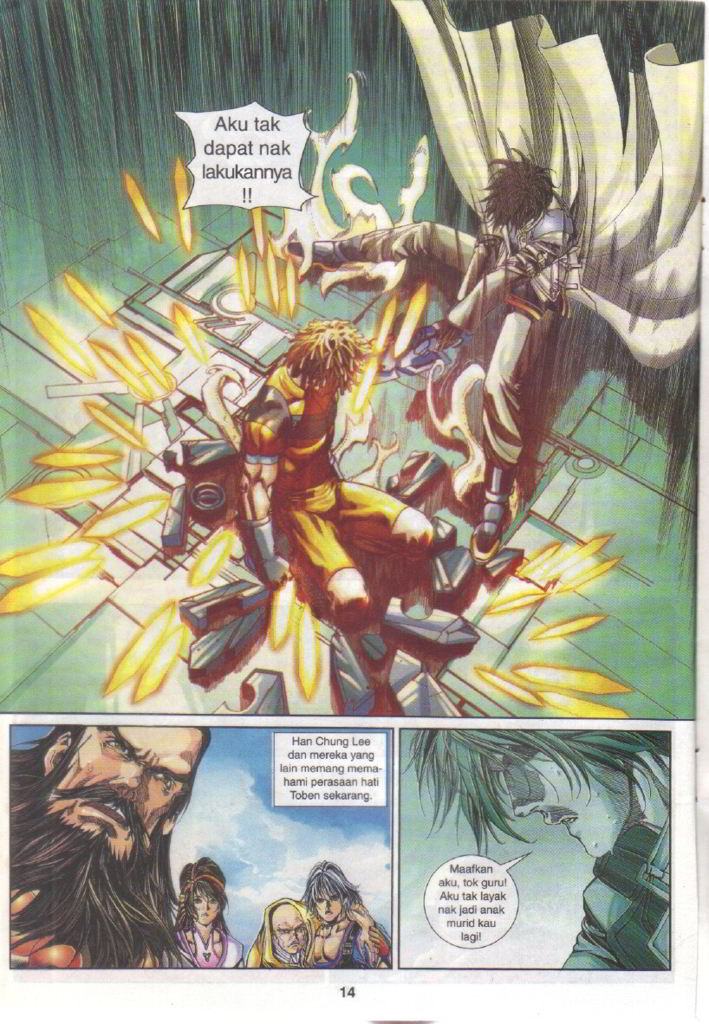 Aku tak
dapat nak
lakukannya
!!
Han Chung Lee
dan mereka yang
lain memang mema-
hami perasaan hati
Toben sekarang.
Maafkan
aku, tok guru!
Aku tak layak
nak jadi anak
murid kau
lagi!
14